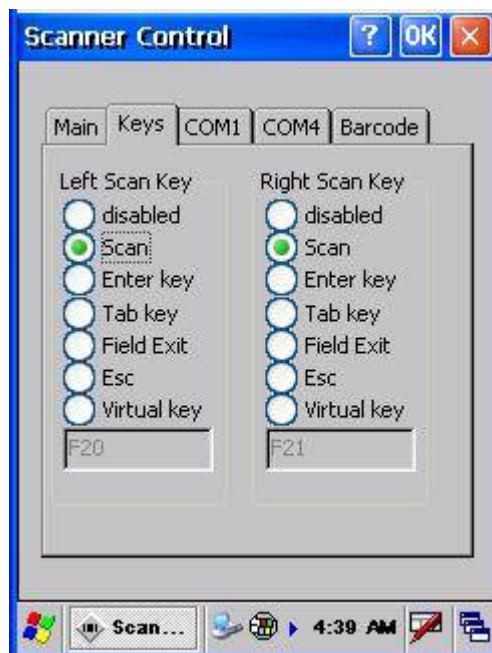 Scanner Control ? OK ×
Main Keys COM1 COM4 Barcode
Left Scan Key
disabled
Scan
Enter key
Tab key
Field Exit
Esc
Virtual key
F20
Right Scan Key
disabled
Scan
Enter key
Tab key
Field Exit
Esc
Virtual key
F21
Scan... 4:39 AM